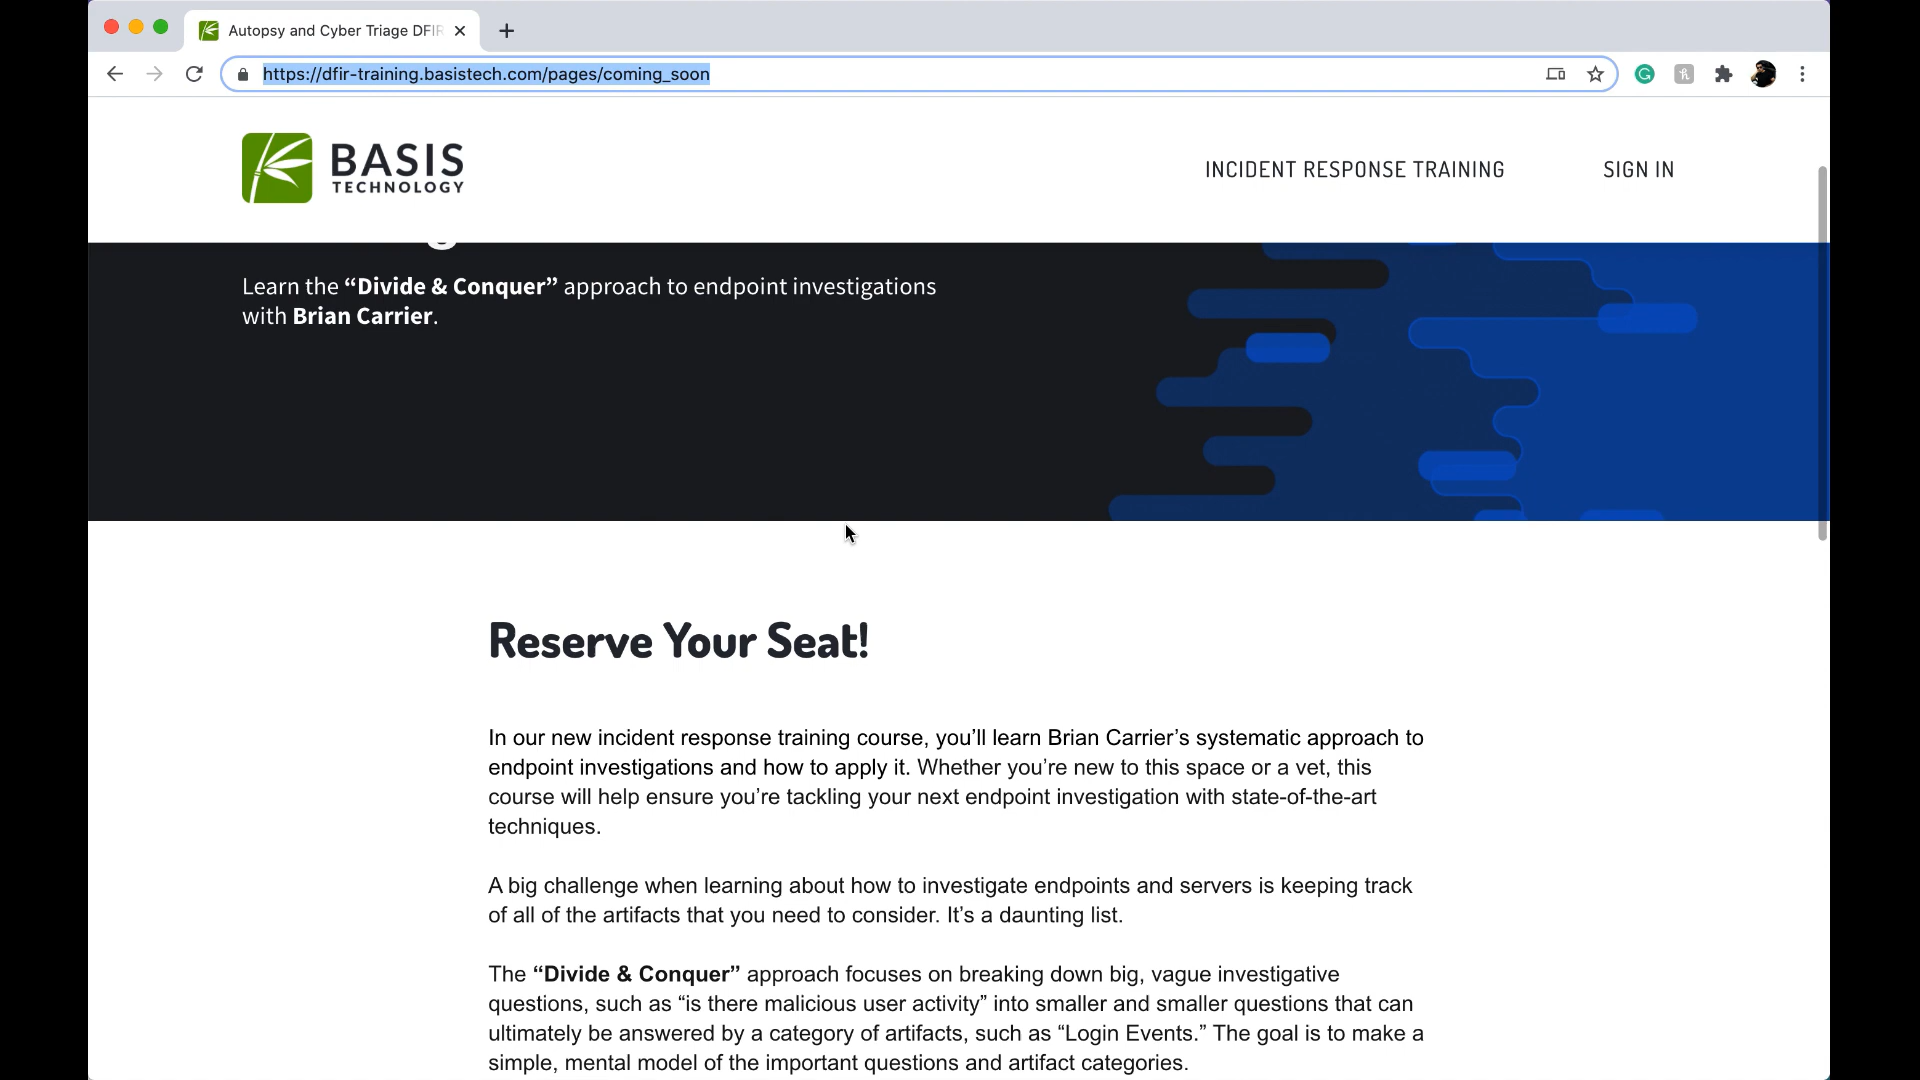 Autopsy and Cyber Triage DFIR
https://dfir-training.basistech.com/pages/coming_soon
BASIS
TECHNOLOGY
INCIDENT RESPONSE TRAINING
SIGN IN
Learn the “Divide & Conquer” approach to endpoint investigations
with Brian Carrier.
Reserve Your Seat!
In our new incident response training course, you’ll learn Brian Carrier’s systematic approach to
endpoint investigations and how to apply it. Whether you’re new to this space or a vet, this
course will help ensure you’re tackling your next endpoint investigation with state-of-the-art
techniques.
A big challenge when learning about how to investigate endpoints and servers is keeping track
of all of the artifacts that you need to consider. It’s a daunting list.
The “Divide & Conquer” approach focuses on breaking down big, vague investigative
questions, such as “is there malicious user activity” into smaller and smaller questions that can
ultimately be answered by a category of artifacts, such as “Login Events.” The goal is to make a
simple, mental model of the important questions and artifact categories.